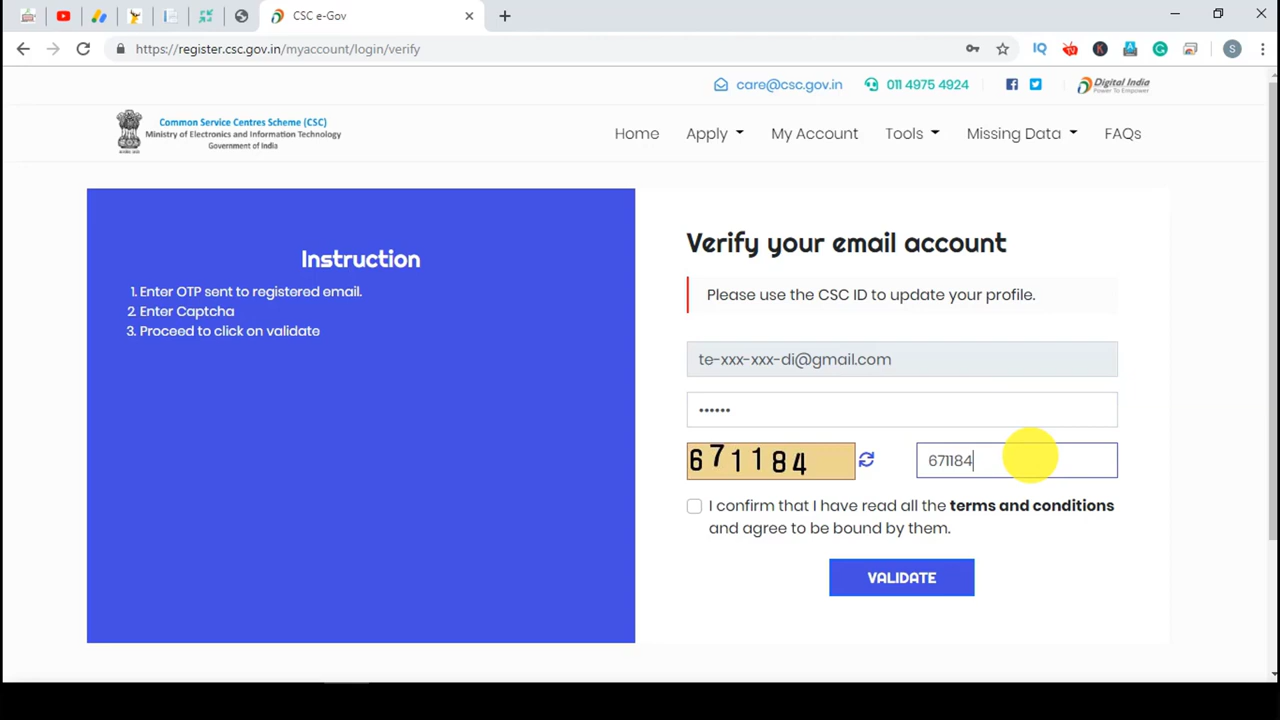 CSC e-Gov
https://register.csc.gov.in/myaccount/login/verify
IQ
K
A
G
S
care@csc.gov.in
011 4975 4924
Digital India
Power To Empower
Common Service Centres Scheme (CSC)
Ministry of Electronics and Information Technology
Government of India
Home
Apply
My Account
Tools
Missing Data
FAQs
Instruction
1. Enter OTP sent to registered email.
2. Enter Captcha
3. Proceed to click on validate
Verify your email account
Please use the CSC ID to update your profile.
te-xxx-xxx-di@gmail.com
••••••
671184
671184
I confirm that I have read all the terms and conditions
and agree to be bound by them.
VALIDATE